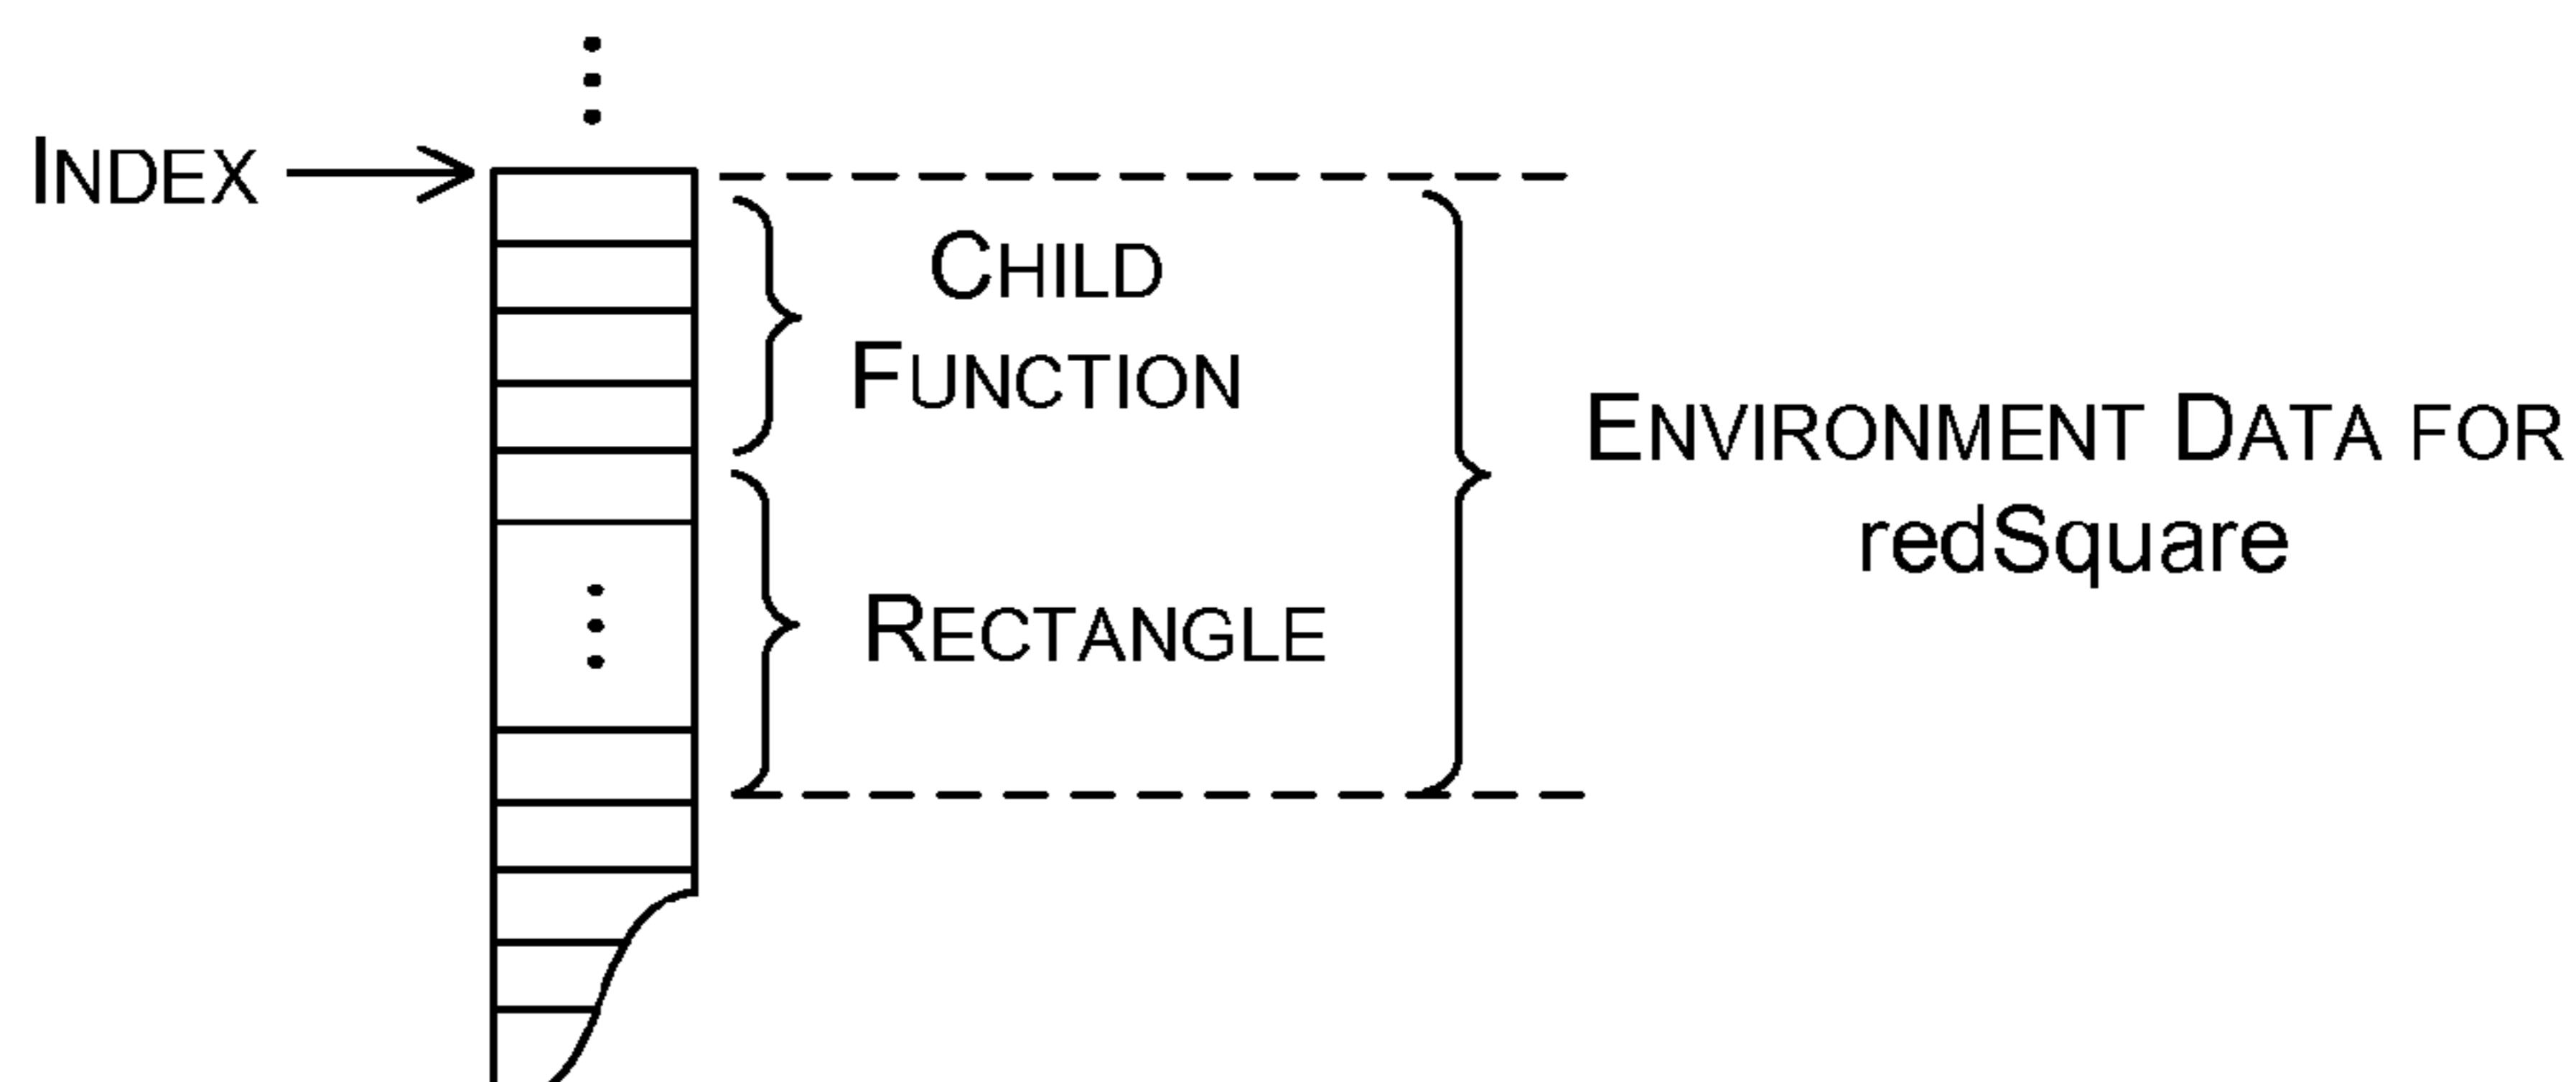 INDEX
CHILD
FUNCTION
RECTANGLE
ENVIRONMENT DATA FOR
redSquare